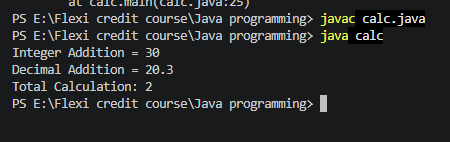 at calc.main(calc.java:25)
PS E:\Flexi credit course\Java programming> javac calc.java
PS E:\Flexi credit course\Java programming> java calc
Integer Addition = 30
Decimal Addition = 20.3
Total Calculation: 2
PS E:\Flexi credit course\Java programming>